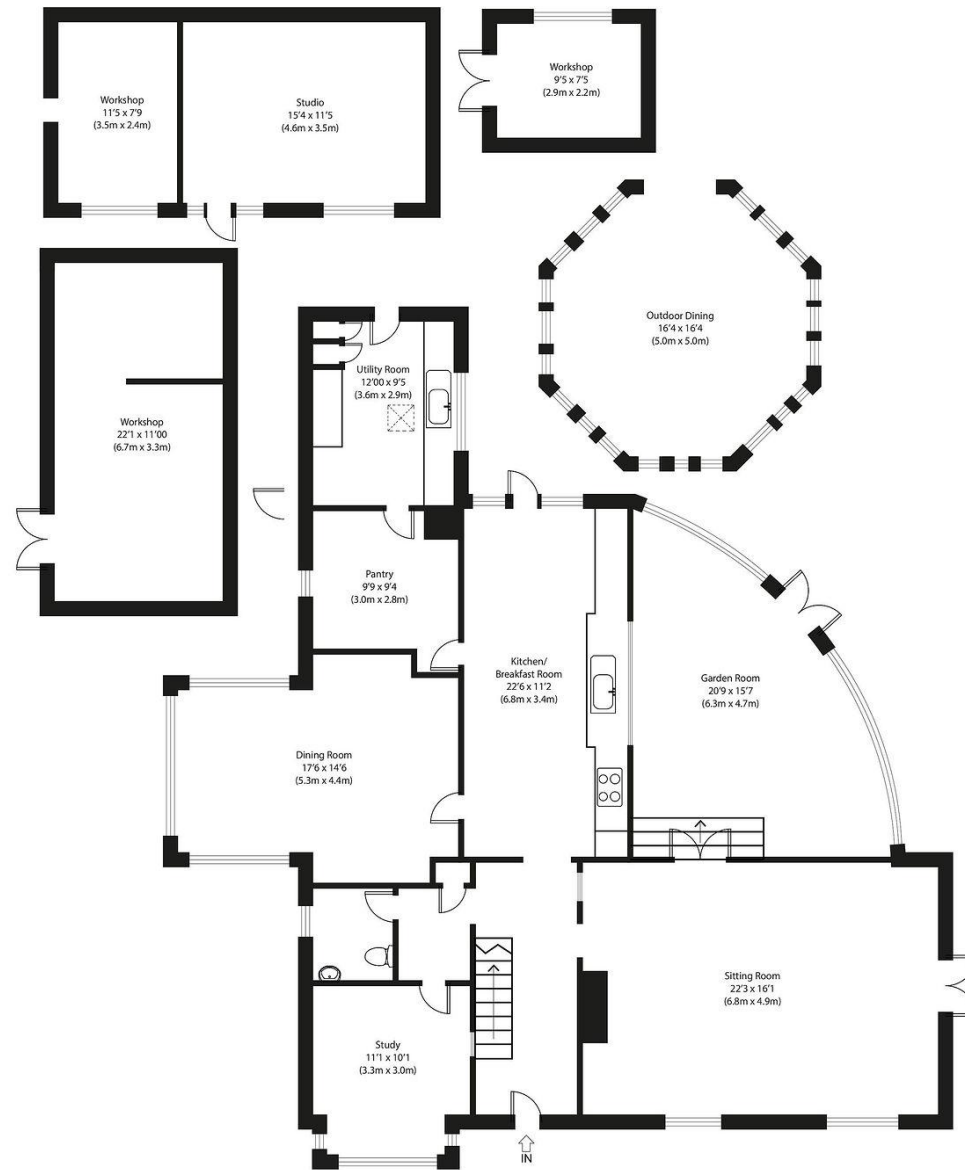 Workshop
11'5 x 7'9
(3.5m x 2.4m)
Studio
15'4 x 11'5
(4.6m x 3.5m)
Workshop
9'5 x 7'5
(2.9m x 2.2m)
Outdoor Dining
16'4 x 16'4
(5.0m x 5.0m)
Utility Room
12'00 x 9'5
(3.6m x 2.9m)
Workshop
22'1 x 11'00
(6.7m x 3.3m)
Pantry
9'9 x 9'4
(3.0m x 2.8m)
Kitchen/
Breakfast Room
22'6 x 11'2
(6.8m x 3.4m)
Garden Room
20'9 x 15'7
(6.3m x 4.7m)
Dining Room
17'6 x 14'6
(5.3m x 4.4m)
Sitting Room
22'3 x 16'1
(6.8m x 4.9m)
Study
11'1 x 10'1
(3.3m x 3.0m)
IN